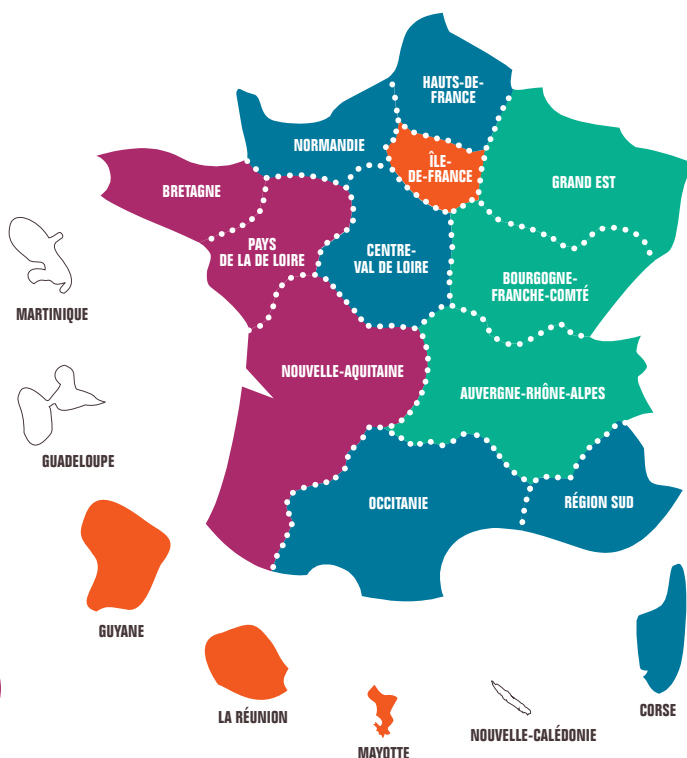 HAUTS-DE-
FRANCE
NORMANDIE
ÎLE-
DE-FRANCE
GRAND EST
BRETAGNE
PAYS
DE LA DE LOIRE
CENTRE-
VAL DE LOIRE
BOURGOGNE-
FRANCHE-COMTÉ
MARTINIQUE
NOUVELLE-AQUITAINE
AUVERGNE-RHÔNE-ALPES
GUADELOUPE
OCCITANIE
RÉGION SUD
GUYANE
LA RÉUNION
CORSE
NOUVELLE-CALÉDONIE
MAYOTTE